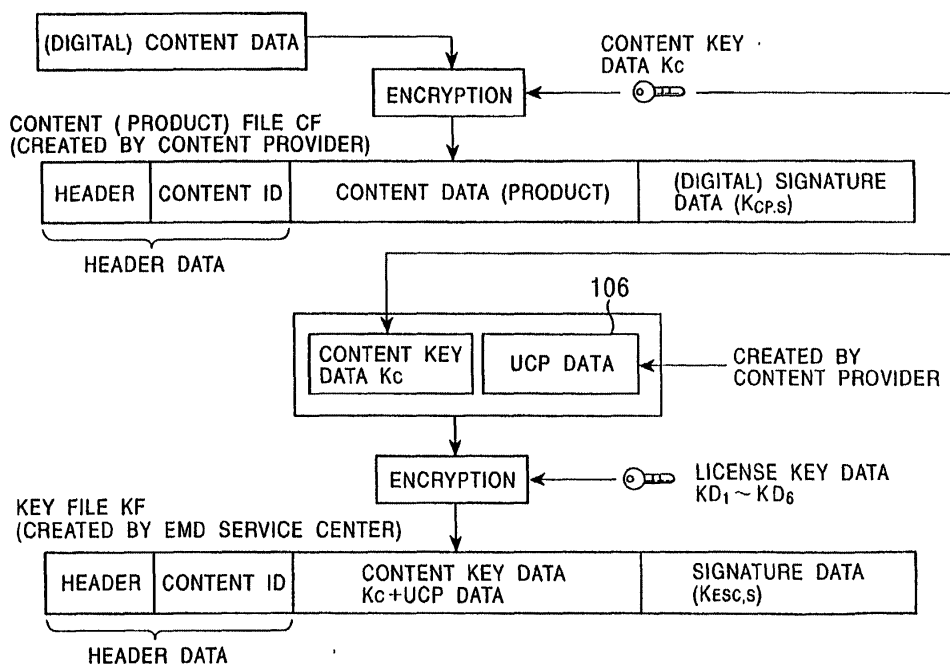 (DIGITAL) CONTENT DATA
CONTENT KEY
DATA Kc
ENCRYPTION
CONTENT (PRODUCT) FILE CF
(CREATED BY CONTENT PROVIDER)
HEADER
CONTENT ID
CONTENT DATA (PRODUCT)
(DIGITAL) SIGNATURE
DATA (KCP.S)
HEADER DATA
106
CONTENT KEY
DATA Kc
UCP DATA
CREATED BY
CONTENT PROVIDER
ENCRYPTION
LICENSE KEY DATA
KD1 ~ KD6
KEY FILE KF
(CREATED BY EMD SERVICE CENTER)
HEADER
CONTENT ID
CONTENT KEY DATA
Kc+UCP DATA
SIGNATURE DATA
(KESC,S)
HEADER DATA